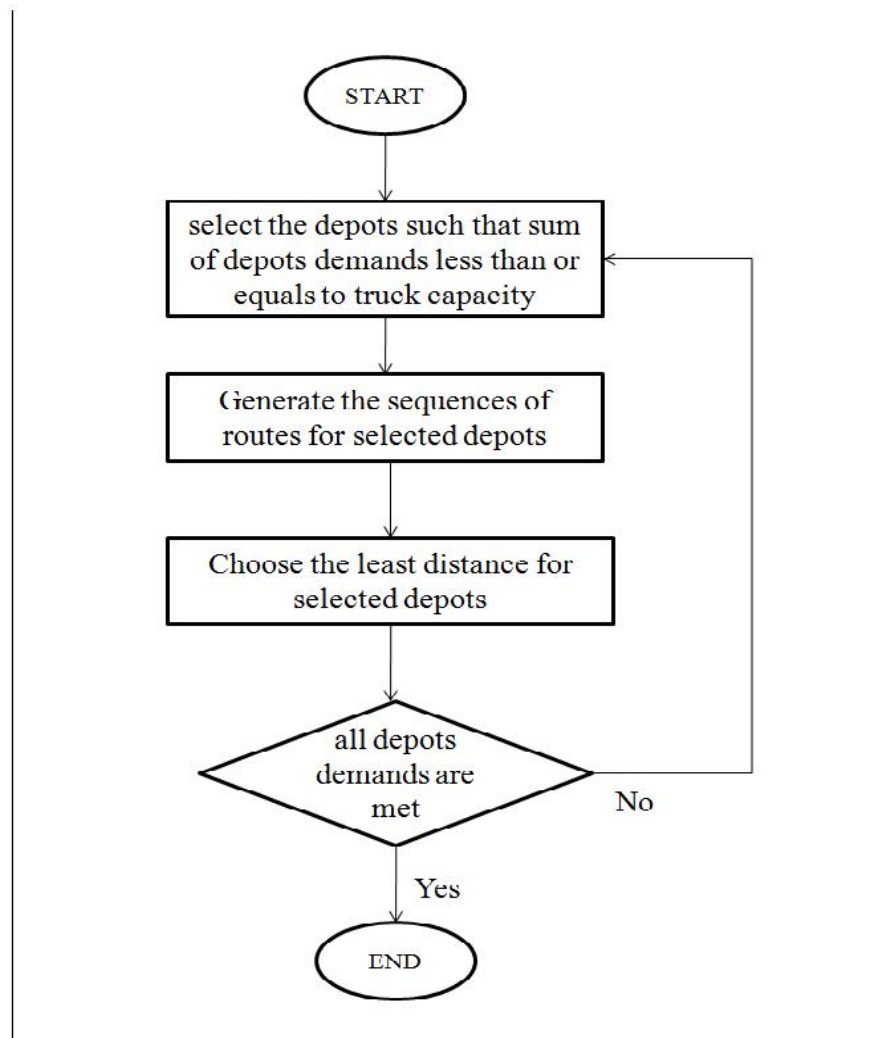 START
select the depots such that sum
of depots demands less than or
equals to truck capacity
Generate the sequences of
routes for selected depots
Choose the least distance for
selected depots
all depots
demands are
met
No
Yes
END